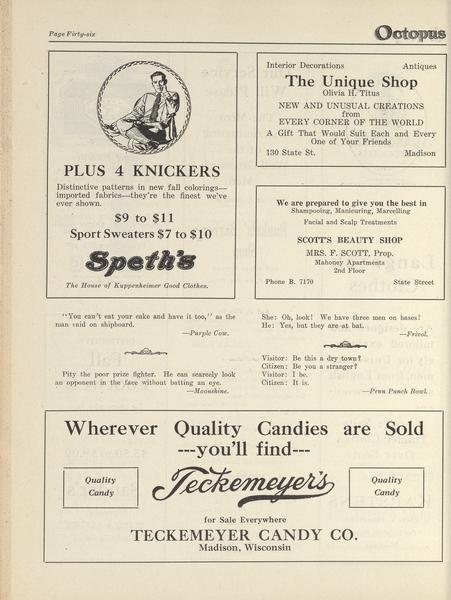 Page Forty-six
Octopus
PLUS 4 KNICKERS
Distinctive patterns in new fall colorings—
imported fabrics—they're the finest we've
ever shown.
$9 to $11
Sport Sweaters $7 to $10
Speth's
The House of Kuppenheimer Good Clothes.
Interior Decorations Antiques
The Unique Shop
Olivia H. Titus
NEW AND UNUSUAL CREATIONS
from
EVERY CORNER OF THE WORLD
A Gift That Would Suit Each and Every
One of Your Friends
130 State St. Madison
We are prepared to give you the best in
Shampooing, Manicuring, Marcelling
Facial and Scalp Treatments
SCOTT'S BEAUTY SHOP
MRS. F. SCOTT, Prop.
Mahoney Apartments
2nd Floor
Phone B. 7170 State Street
"You can't eat your cake and have it too," as the
man said on shipboard.
—Purple Cow.
Pity the poor prize fighter. He can scarcely look
an opponent in the face without batting an eye.
—Moonshine.
She: Oh, look! We have three men on bases!
He: Yes, but they are at bat.
—Frivol.
Visitor: Be this a dry town?
Citizen: Be you a stranger?
Visitor: I be.
Citizen: It is.
—Penn Punch Bowl.
Wherever Quality Candies are Sold
---you'll find---
Quality
Candy
Teckemeyer's
Quality
Candy
for Sale Everywhere
TECKEMEYER CANDY CO.
Madison, Wisconsin